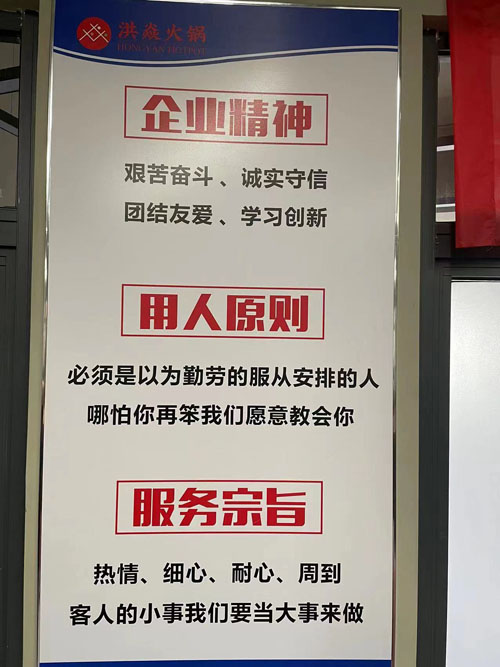 洪焱火锅
HONGYAN HOTPOT
企业精神
艰苦奋斗、诚实守信
团结友爱、学习创新
用人原则
必须是以为勤劳的服从安排的人
哪怕你再笨我们愿意教会你
服务宗旨
热情、细心、耐心、周到
客人的小事我们要当大事来做